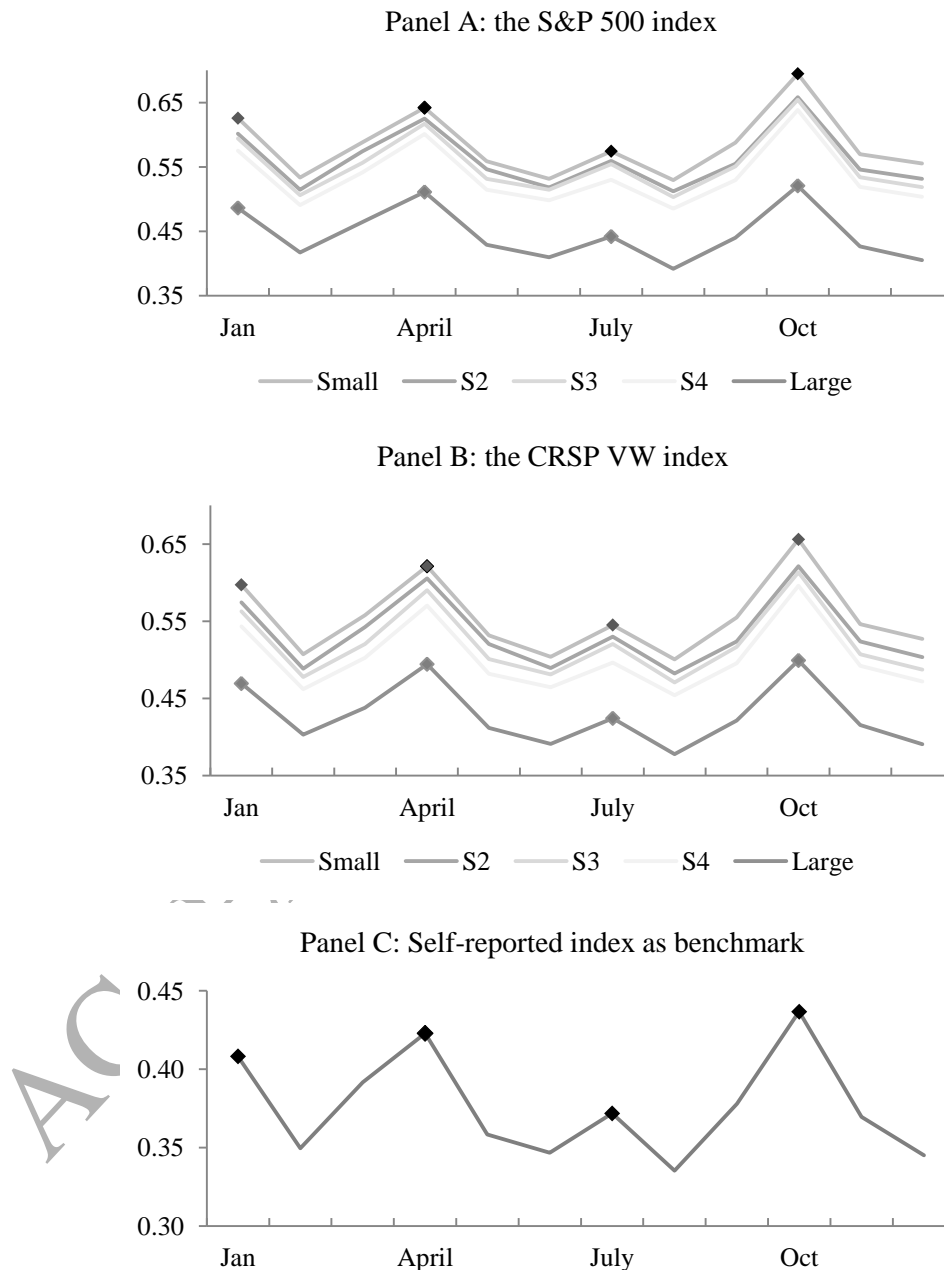 Panel A: the S&P 500 index
0.65
0.55
0.45
0.35
Jan April July Oct
Small S2 S3 S4 Large
Panel B: the CRSP VW index
0.65
0.55
0.45
0.35
Jan April July Oct
Small S2 S3 S4 Large
Panel C: Self-reported index as benchmark
0.45
0.40
0.35
0.30
Jan April July Oct
AC